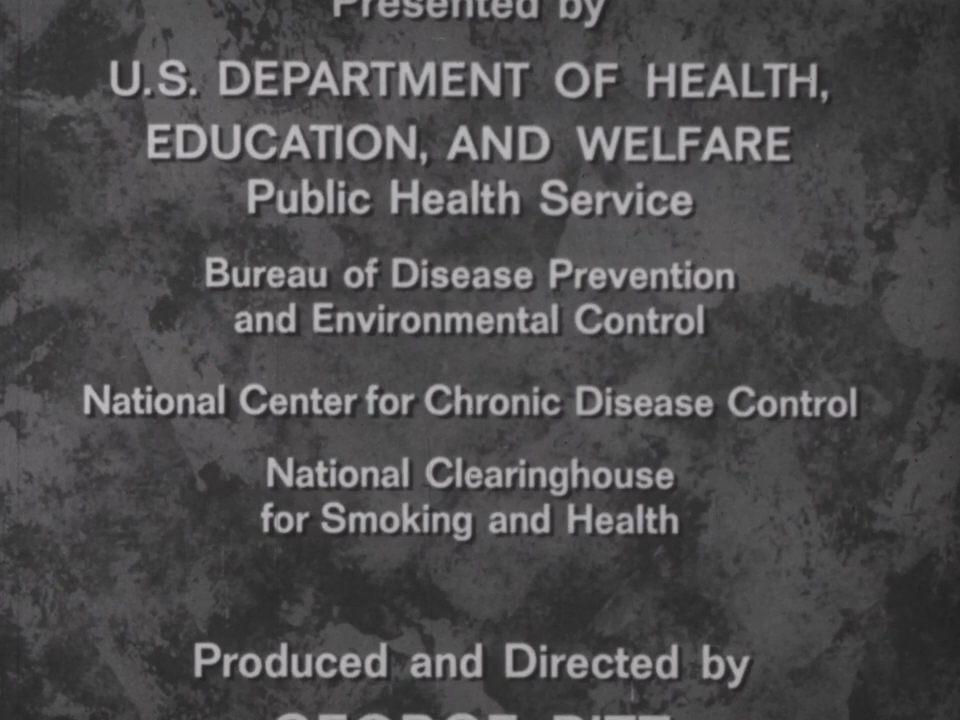 Presented by
U.S. DEPARTMENT OF HEALTH,
EDUCATION, AND WELFARE
Public Health Service
Bureau of Disease Prevention
and Environmental Control
National Center for Chronic Disease Control
National Clearinghouse
for Smoking and Health
Produced and Directed by
GEORGE